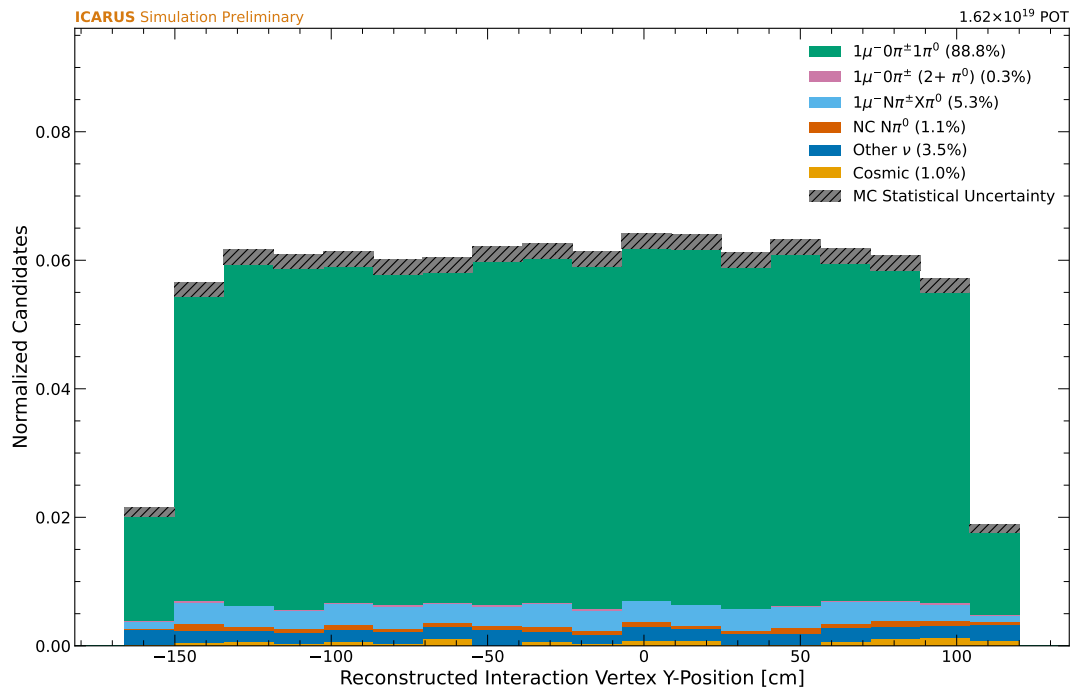 ICARUS Simulation Preliminary
1.62×10¹⁹ POT
1μ⁻0π±1π⁰ (88.8%)
1μ⁻0π± (2+ π⁰) (0.3%)
1μ⁻Nπ±Xπ⁰ (5.3%)
NC Nπ⁰ (1.1%)
Other ν (3.5%)
Cosmic (1.0%)
MC Statistical Uncertainty
Normalized Candidates
0.08
0.06
0.04
0.02
0.00
−150 −100 −50 0 50 100
Reconstructed Interaction Vertex Y-Position [cm]